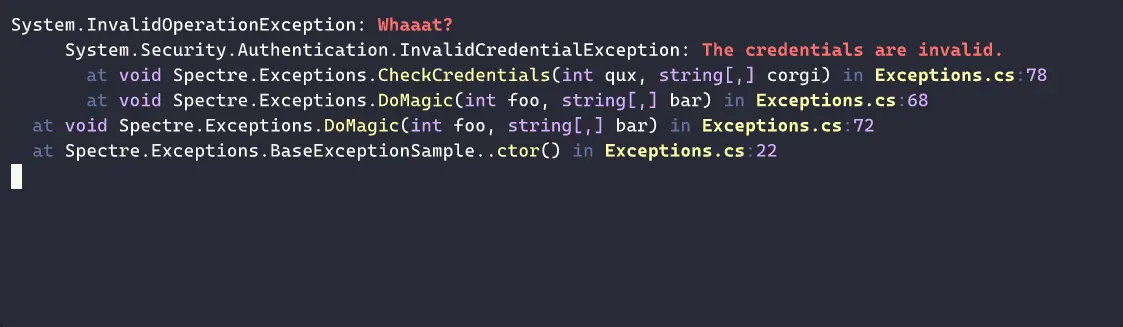 System.InvalidOperationException: Whaaat?
System.Security.Authentication.InvalidCredentialException: The credentials are invalid.
at void Spectre.Exceptions.CheckCredentials(int qux, string[,] corgi) in Exceptions.cs:78
at void Spectre.Exceptions.DoMagic(int foo, string[,] bar) in Exceptions.cs:68
at void Spectre.Exceptions.DoMagic(int foo, string[,] bar) in Exceptions.cs:72
at Spectre.Exceptions.BaseExceptionSample..ctor() in Exceptions.cs:22